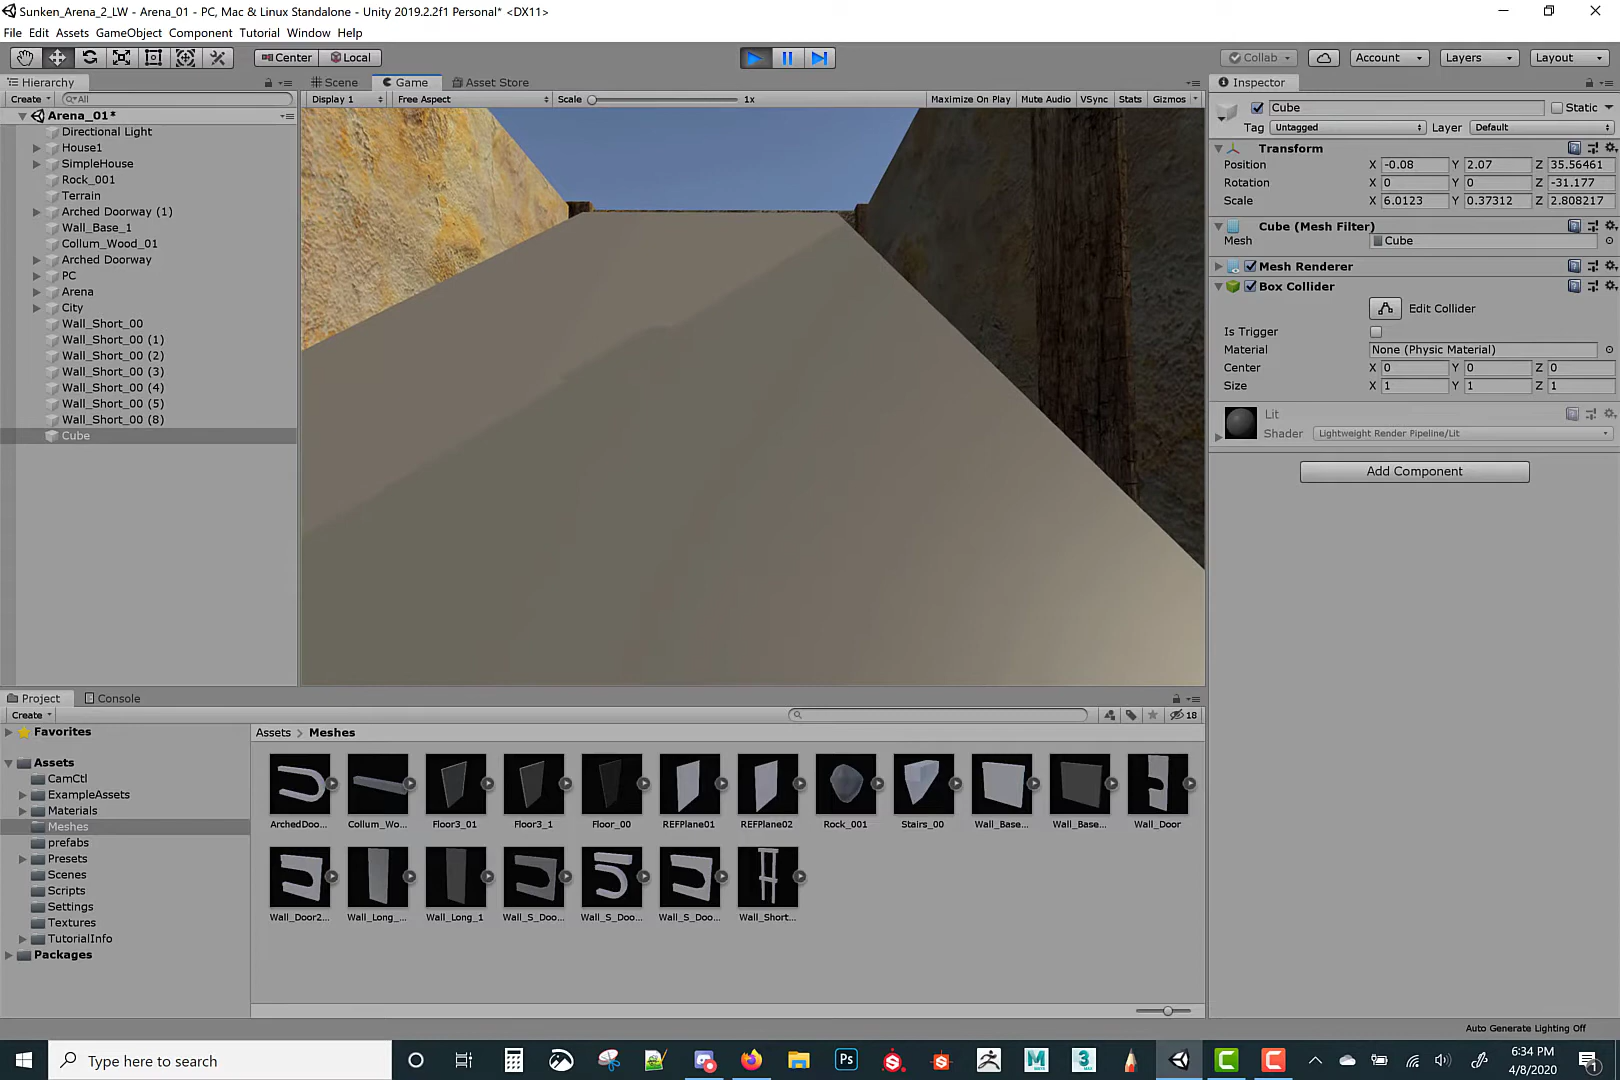 Sunken_Arena_2_LW - Arena_01 - PC, Mac & Linux Standalone - Unity 2019.2.2f1 Personal* <DX11>
File Edit Assets GameObject Component Tutorial Window Help
Center Local Collab Account Layers Layout
Hierarchy Scene Game Asset Store Inspector
Create All Display 1 Free Aspect Scale 1x Maximize On Play Mute Audio VSync Stats Gizmos
Arena_01*
Directional Light
House1
SimpleHouse
Rock_001
Terrain
Arched Doorway (1)
Wall_Base_1
Collum_Wood_01
Arched Doorway
PC
Arena
City
Wall_Short_00
Wall_Short_00 (1)
Wall_Short_00 (2)
Wall_Short_00 (3)
Wall_Short_00 (4)
Wall_Short_00 (5)
Wall_Short_00 (8)
Cube
Cube Static
Tag Untagged Layer Default
Transform
Position X -0.08 Y 2.07 Z 35.56461
Rotation X 0 Y 0 Z -31.177
Scale X 6.0123 Y 0.37312 Z 2.808217
Cube (Mesh Filter)
Mesh Cube
Mesh Renderer
Box Collider
Edit Collider
Is Trigger
Material None (Physic Material)
Center X 0 Y 0 Z 0
Size X 1 Y 1 Z 1
Lit
Shader Lightweight Render Pipeline/Lit
Add Component
Project Console
Create 18
Favorites
Assets
CamCtl
ExampleAssets
Materials
Meshes
prefabs
Presets
Scenes
Scripts
Settings
Textures
TutorialInfo
Packages
Assets > Meshes
ArchedDoo... Collum_Wo... Floor3_01 Floor3_1 Floor_00 REFPlane01 REFPlane02 Rock_001 Stairs_00 Wall_Base... Wall_Base... Wall_Door
Wall_Door2... Wall_Long_... Wall_Long_1 Wall_S_Doo... Wall_S_Doo... Wall_S_Doo... Wall_Short...
Auto Generate Lighting Off
Type here to search
Ps
M
3
6:34 PM
4/8/2020
1